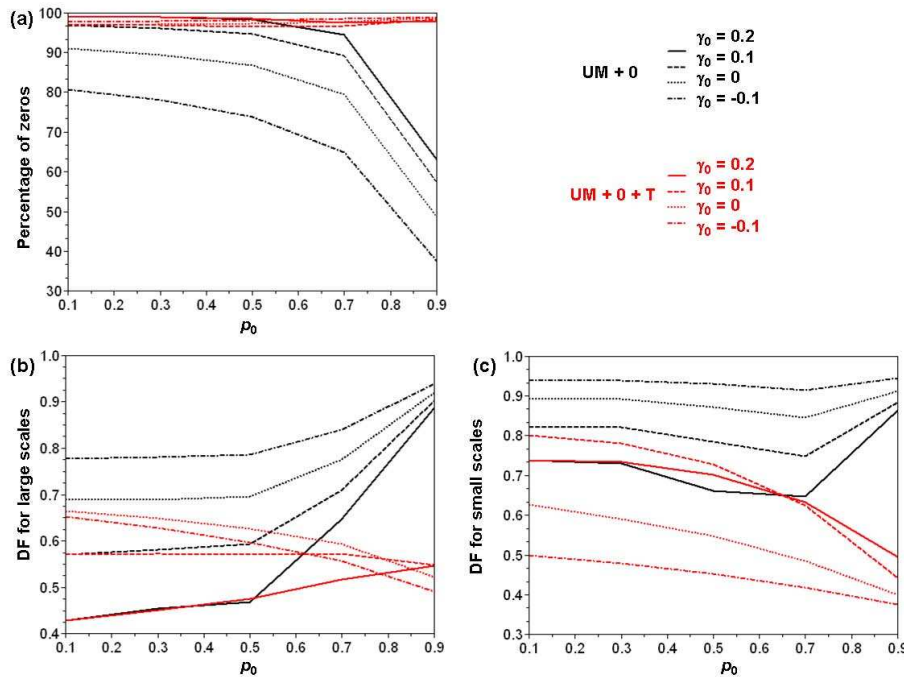 (a)
Percentage of zeros
100
90
80
70
60
50
40
30
0.1 0.2 0.3 0.4 0.5 0.6 0.7 0.8 0.9
p₀
UM + 0
γ₀ = 0.2
γ₀ = 0.1
γ₀ = 0
γ₀ = -0.1
UM + 0 + T
γ₀ = 0.2
γ₀ = 0.1
γ₀ = 0
γ₀ = -0.1
(b)
DF for large scales
1.0
0.9
0.8
0.7
0.6
0.5
0.4
0.1 0.2 0.3 0.4 0.5 0.6 0.7 0.8 0.9
p₀
(c)
DF for small scales
1.0
0.9
0.8
0.7
0.6
0.5
0.4
0.3
0.1 0.2 0.3 0.4 0.5 0.6 0.7 0.8 0.9
p₀